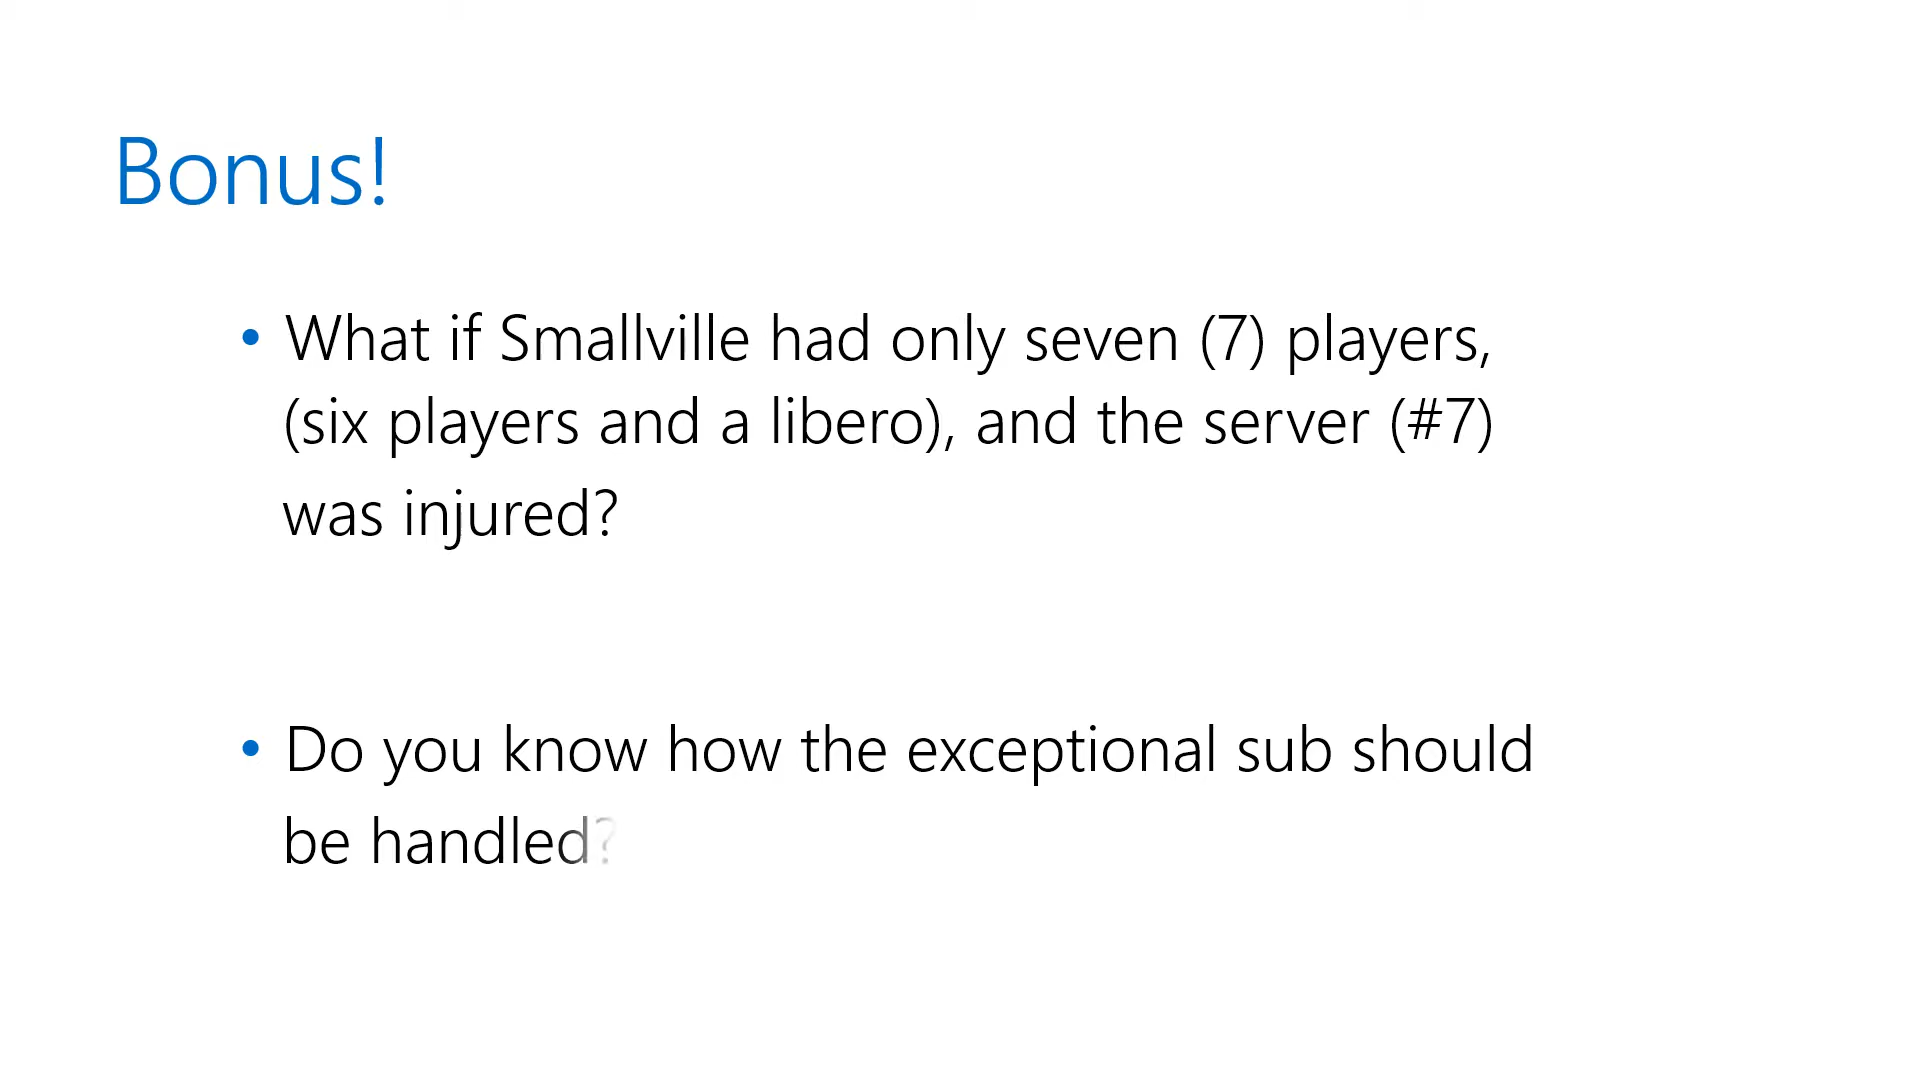 Bonus!
• What if Smallville had only seven (7) players,
(six players and a libero), and the server (#7)
was injured?
• Do you know how the exceptional sub should
be handled?